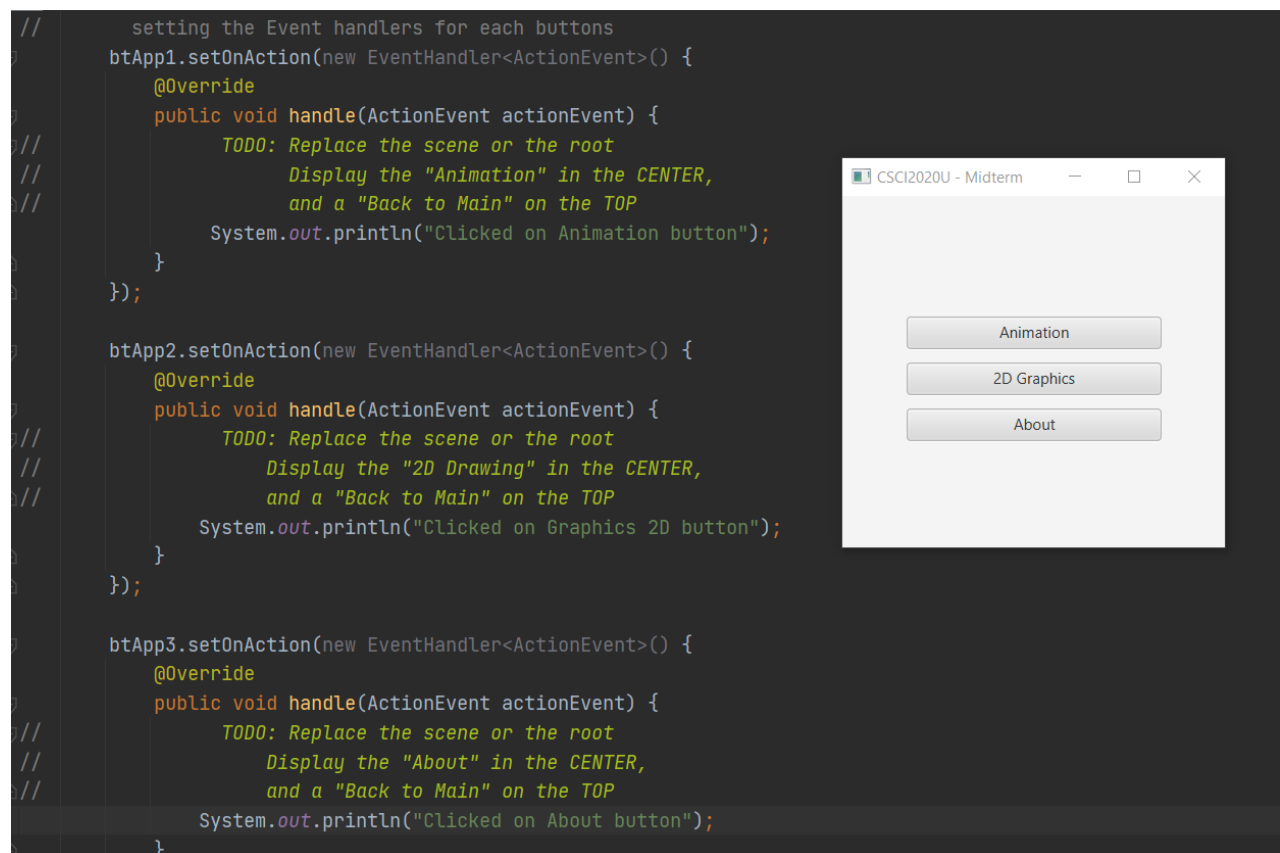 //        setting the Event handlers for each buttons
        btApp1.setOnAction(new EventHandler<ActionEvent>() {
            @Override
            public void handle(ActionEvent actionEvent) {
//                TODO: Replace the scene or the root
//                      Display the "Animation" in the CENTER,
//                      and a "Back to Main" on the TOP
                 System.out.println("Clicked on Animation button");
            }
        });
        btApp2.setOnAction(new EventHandler<ActionEvent>() {
            @Override
            public void handle(ActionEvent actionEvent) {
//                TODO: Replace the scene or the root
//                    Display the "2D Drawing" in the CENTER,
//                    and a "Back to Main" on the TOP
                System.out.println("Clicked on Graphics 2D button");
            }
        });
        btApp3.setOnAction(new EventHandler<ActionEvent>() {
            @Override
            public void handle(ActionEvent actionEvent) {
//                TODO: Replace the scene or the root
//                    Display the "About" in the CENTER,
//                    and a "Back to Main" on the TOP
                System.out.println("Clicked on About button");
            }
CSCI2020U - Midterm
Animation
2D Graphics
About